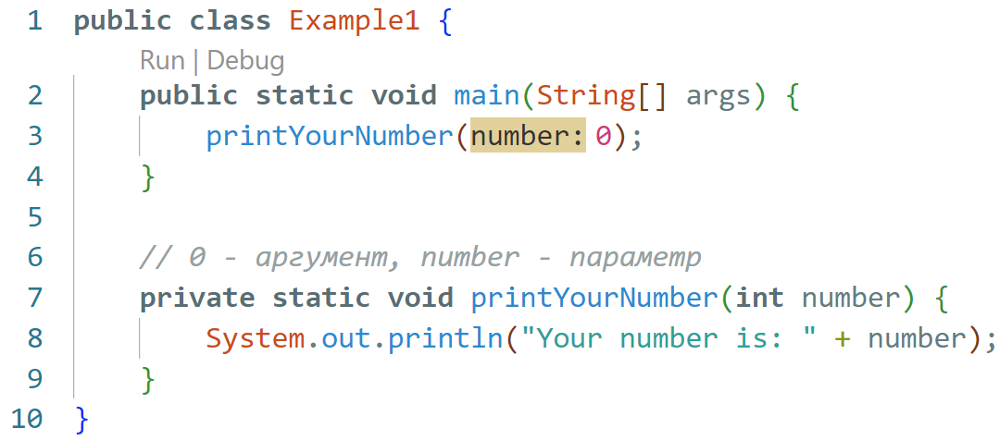 1 public class Example1 {
Run | Debug
2 public static void main(String[] args) {
3 printYourNumber(number: 0);
4 }
5
6 // 0 - аргумент, number - параметр
7 private static void printYourNumber(int number) {
8 System.out.println("Your number is: " + number);
9 }
10 }